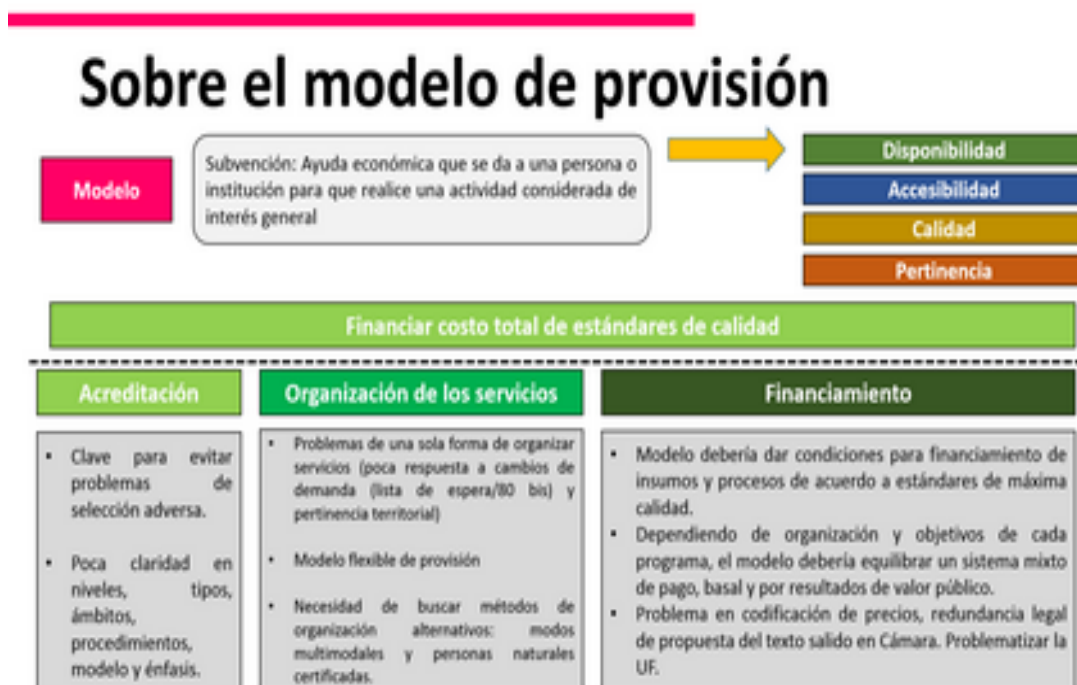 Sobre el modelo de provisión
Modelo
Subvención: Ayuda económica que se da a una persona o
institución para que realice una actividad considerada de
interés general
Disponibilidad
Accesibilidad
Calidad
Pertinencia
Financiar costo total de estándares de calidad
Acreditación
• Clave para evitar
problemas de
selección adversa.
• Poca claridad en
niveles, tipos,
ámbitos,
procedimientos,
modelo y énfasis.
Organización de los servicios
• Problemas de una sola forma de organizar
servicios (poca respuesta a cambios de
demanda (lista de espera/80 bis) y
pertinencia territorial)
• Modelo flexible de provisión
• Necesidad de buscar métodos de
organización alternativos: modos
multimodales y personas naturales
certificadas.
Financiamiento
• Modelo debería dar condiciones para financiamiento de
insumos y procesos de acuerdo a estándares de máxima
calidad.
• Dependiendo de organización y objetivos de cada
programa, el modelo debería equilibrar un sistema mixto
de pago, basal y por resultados de valor público.
• Problema en codificación de precios, redundancia legal
de propuesta del texto salido en Cámara. Problematizar la
UF.